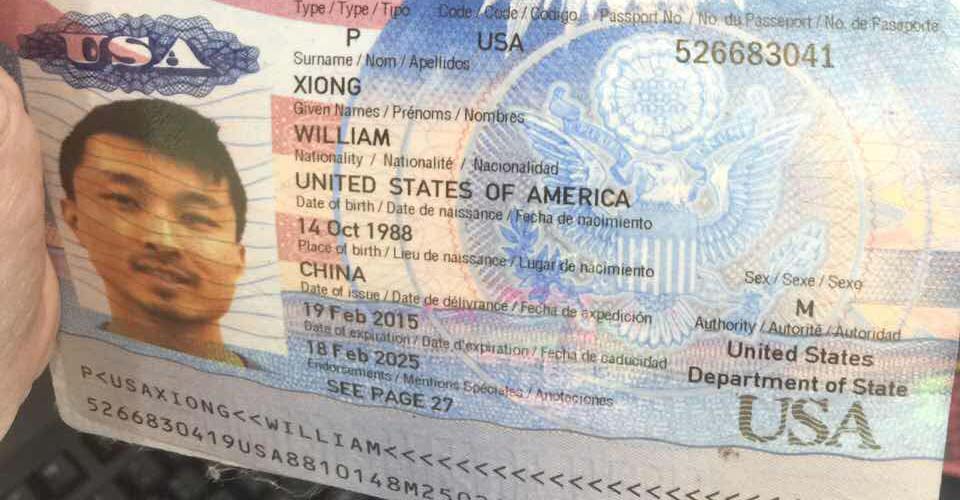 Type / Type / Tipo Code / Code / Código Passport No. / No. du Passeport / No. de Pasaporte
USA P USA 526683041
Surname / Nom / Apellidos
XIONG
Given Names / Prénoms / Nombres
WILLIAM
Nationality / Nationalité / Nacionalidad
UNITED STATES OF AMERICA
Date of birth / Date de naissance / Fecha de nacimiento
14 Oct 1988
Place of birth / Lieu de naissance / Lugar de nacimiento
CHINA
Sex / Sexe / Sexo
M
Date of issue / Date de délivrance / Fecha de expedición
19 Feb 2015
Authority / Autorité / Autoridad
United States
Department of State
Date of expiration / Date d'expiration / Fecha de caducidad
18 Feb 2025
Endorsements / Mentions Spéciales / Anotaciones
SEE PAGE 27
USA
P<USAXIONG<<WILLIAM<<<<<<<<<<<<<<<<<<<<
5266830419USA8810148M250